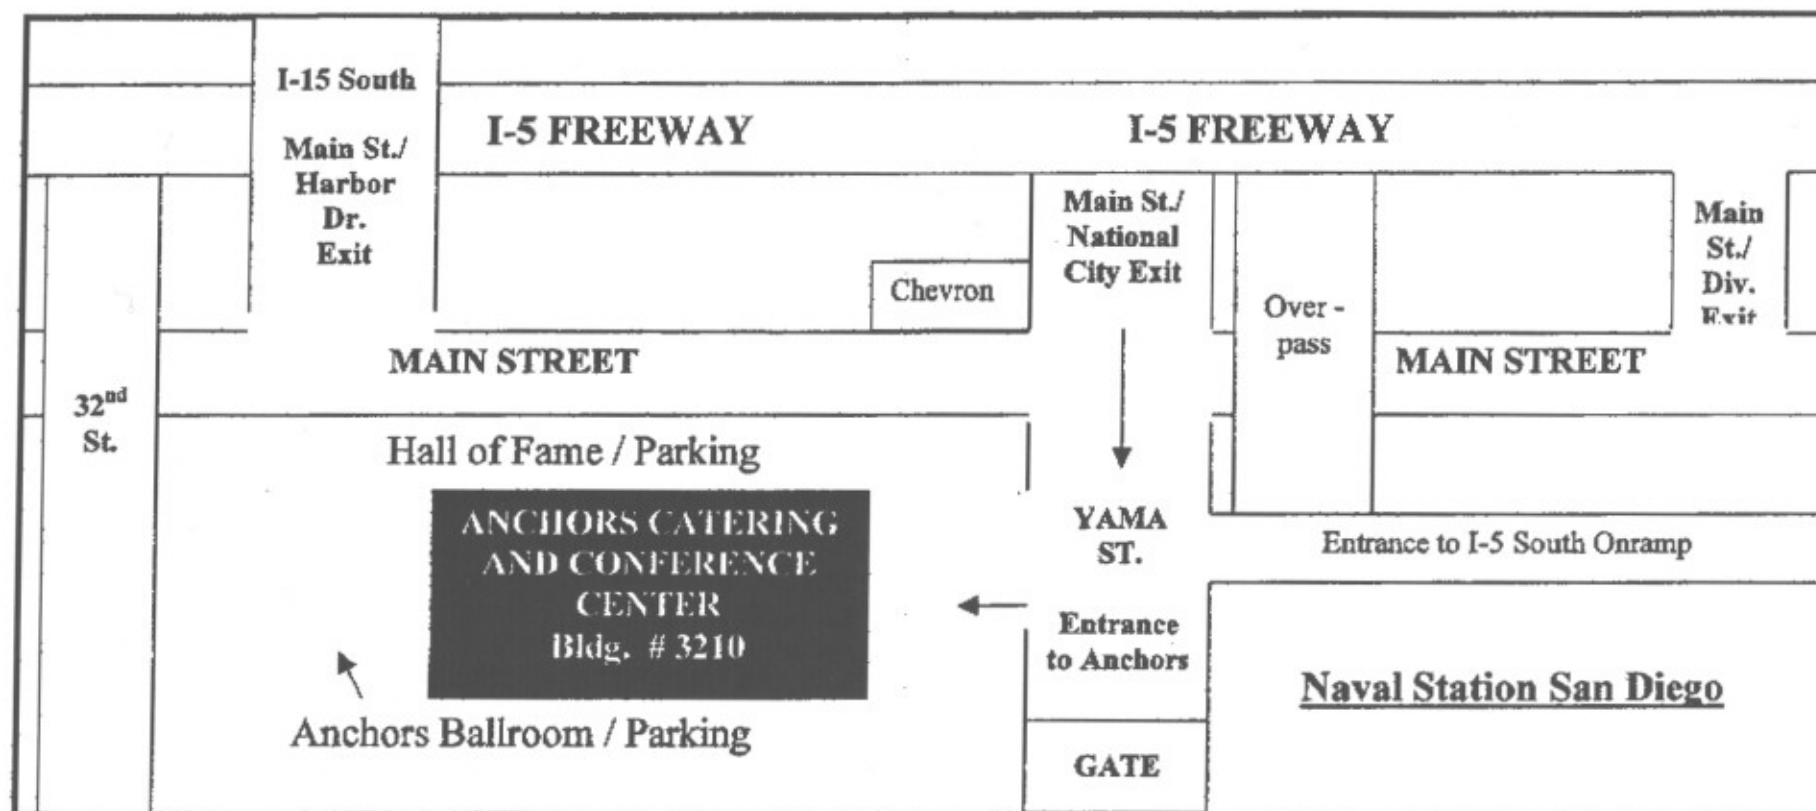 I-15 South
Main St./
Harbor
Dr.
Exit
I-5 FREEWAY
I-5 FREEWAY
Main St./
National
City Exit
Main
St./
Div.
Exit
Chevron
Over -
pass
MAIN STREET
MAIN STREET
32nd
St.
Hall of Fame / Parking
ANCHORS CATERING
AND CONFERENCE
CENTER
Bldg. # 3210
YAMA
ST.
Entrance to I-5 South Onramp
Entrance
to Anchors
Naval Station San Diego
Anchors Ballroom / Parking
GATE